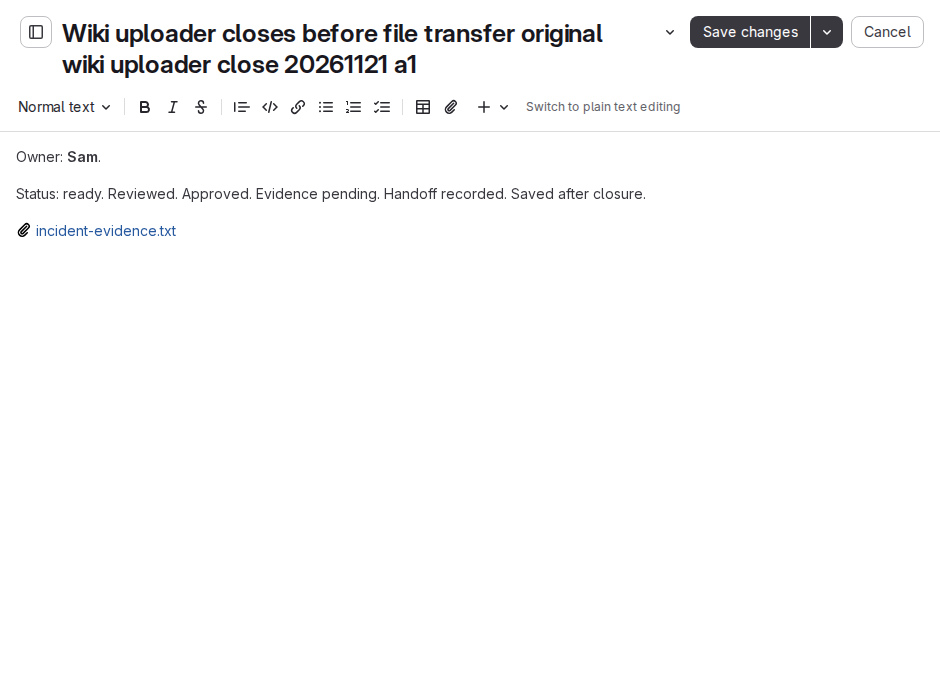 Wiki uploader closes before file transfer original
wiki uploader close 20261121 a1
Save changes
Cancel
Normal text
Switch to plain text editing
Owner: Sam.
Status: ready. Reviewed. Approved. Evidence pending. Handoff recorded. Saved after closure.
incident-evidence.txt